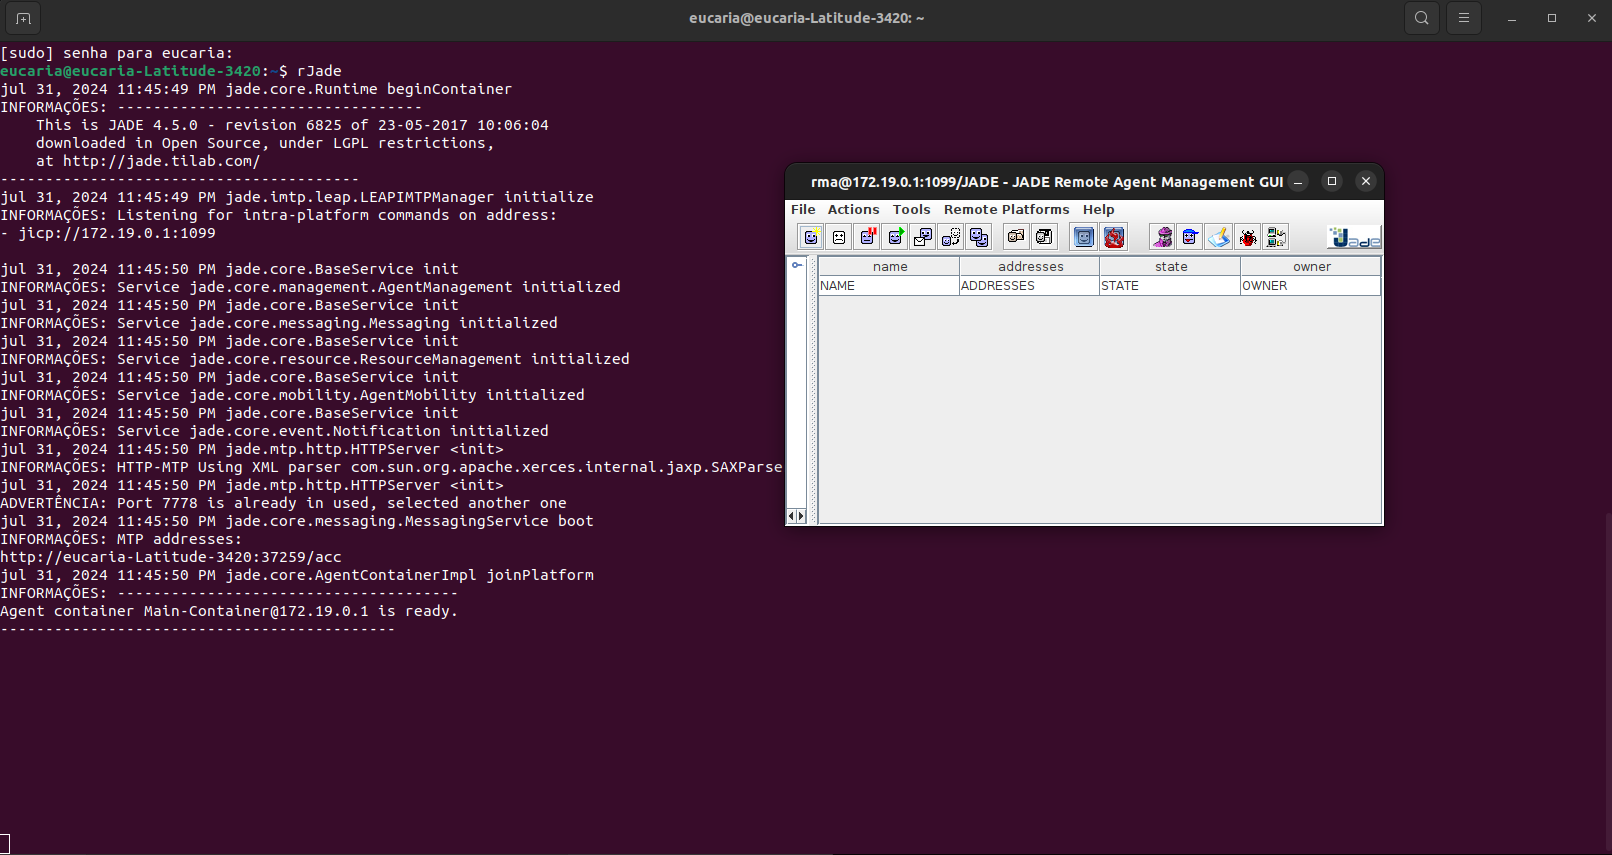 eucaria@eucaria-Latitude-3420: ~
[sudo] senha para eucaria:
eucaria@eucaria-Latitude-3420:~$ rJade
jul 31, 2024 11:45:49 PM jade.core.Runtime beginContainer
INFORMAÇÕES: ----------------------------------
This is JADE 4.5.0 - revision 6825 of 23-05-2017 10:06:04
downloaded in Open Source, under LGPL restrictions,
at http://jade.tilab.com/
----------------------------------------
jul 31, 2024 11:45:49 PM jade.imtp.leap.LEAPIMTPManager initialize
INFORMAÇÕES: Listening for intra-platform commands on address:
- jicp://172.19.0.1:1099
jul 31, 2024 11:45:50 PM jade.core.BaseService init
INFORMAÇÕES: Service jade.core.management.AgentManagement initialized
jul 31, 2024 11:45:50 PM jade.core.BaseService init
INFORMAÇÕES: Service jade.core.messaging.Messaging initialized
jul 31, 2024 11:45:50 PM jade.core.BaseService init
INFORMAÇÕES: Service jade.core.resource.ResourceManagement initialized
jul 31, 2024 11:45:50 PM jade.core.BaseService init
INFORMAÇÕES: Service jade.core.mobility.AgentMobility initialized
jul 31, 2024 11:45:50 PM jade.core.BaseService init
INFORMAÇÕES: Service jade.core.event.Notification initialized
jul 31, 2024 11:45:50 PM jade.mtp.http.HTTPServer <init>
INFORMAÇÕES: HTTP-MTP Using XML parser com.sun.org.apache.xerces.internal.jaxp.SAXParse
jul 31, 2024 11:45:50 PM jade.mtp.http.HTTPServer <init>
ADVERTÊNCIA: Port 7778 is already in used, selected another one
jul 31, 2024 11:45:50 PM jade.core.messaging.MessagingService boot
INFORMAÇÕES: MTP addresses:
http://eucaria-Latitude-3420:37259/acc
jul 31, 2024 11:45:50 PM jade.core.AgentContainerImpl joinPlatform
INFORMAÇÕES: --------------------------------------
Agent container Main-Container@172.19.0.1 is ready.
--------------------------------------------
rma@172.19.0.1:1099/JADE - JADE Remote Agent Management GUI
File Actions Tools Remote Platforms Help
Jade
name addresses state owner
NAME ADDRESSES STATE OWNER